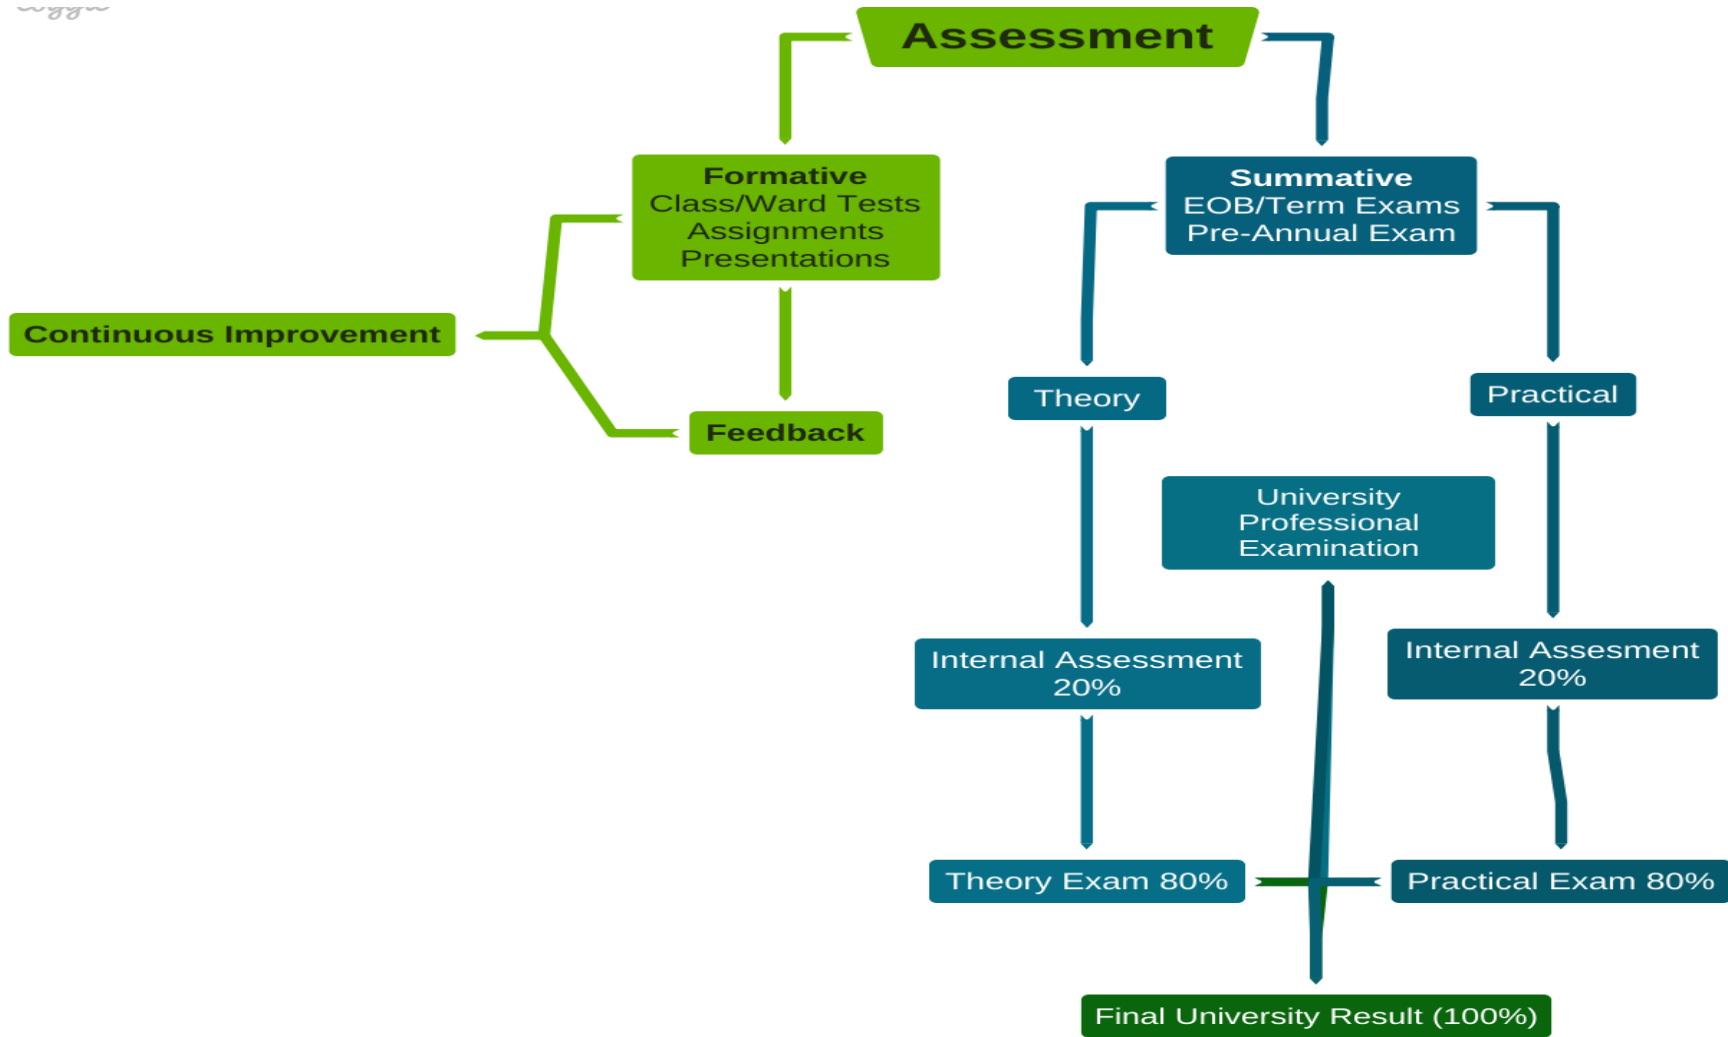 Assessment
Formative
Class/Ward Tests
Assignments
Presentations
Summative
EOB/Term Exams
Pre-Annual Exam
Continuous Improvement
Feedback
Theory
Practical
University
Professional
Examination
Internal Assessment
20%
Internal Assesment
20%
Theory Exam 80%
Practical Exam 80%
Final University Result (100%)